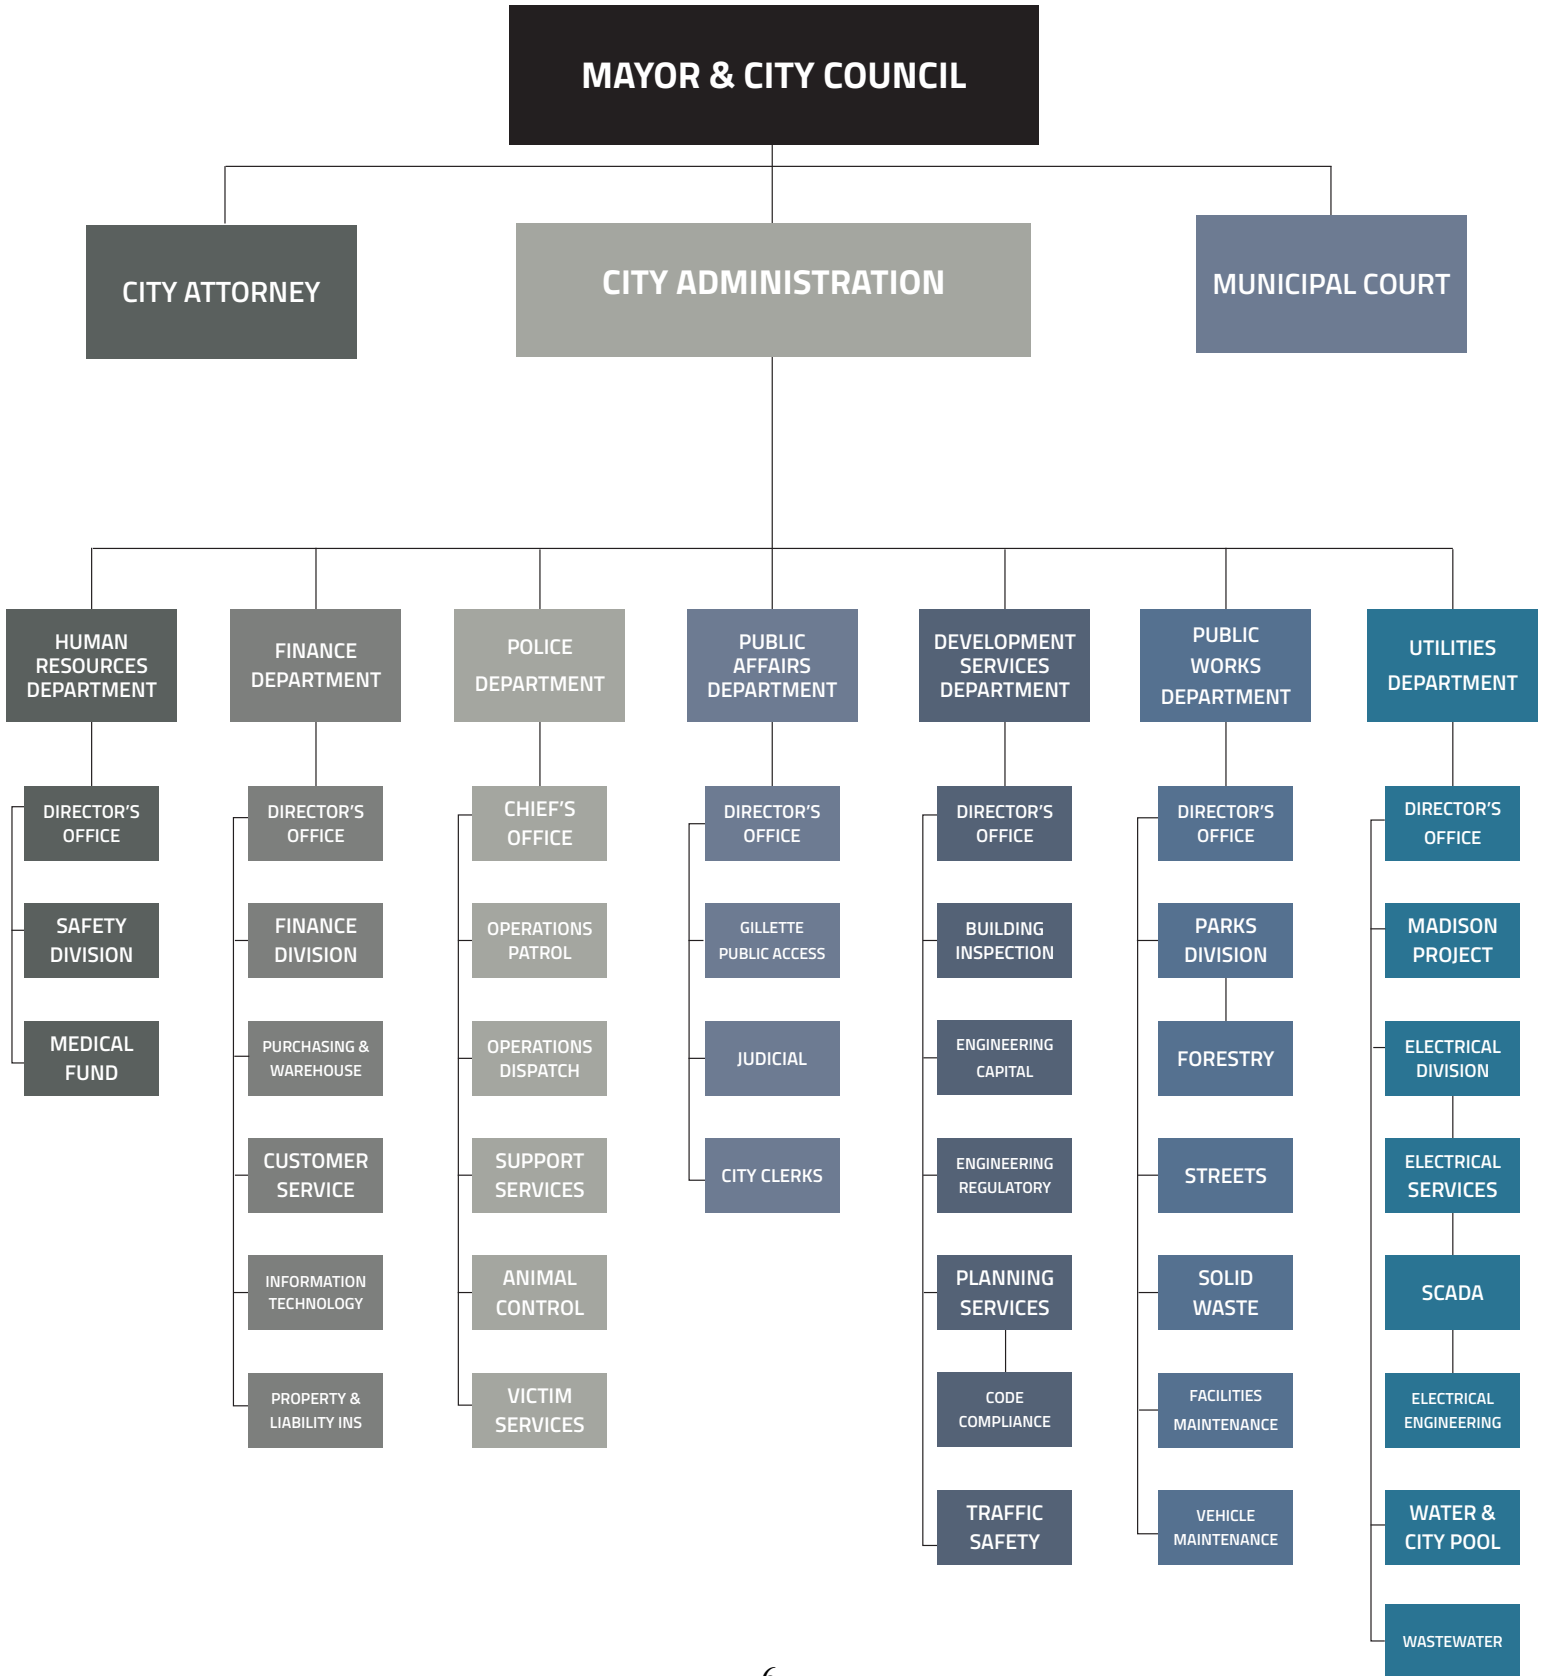 MAYOR & CITY COUNCIL
CITY ATTORNEY
CITY ADMINISTRATION
MUNICIPAL COURT
HUMAN
RESOURCES
DEPARTMENT
FINANCE
DEPARTMENT
POLICE
DEPARTMENT
PUBLIC
AFFAIRS
DEPARTMENT
DEVELOPMENT
SERVICES
DEPARTMENT
PUBLIC
WORKS
DEPARTMENT
UTILITIES
DEPARTMENT
DIRECTOR'S
OFFICE
SAFETY
DIVISION
MEDICAL
FUND
DIRECTOR'S
OFFICE
FINANCE
DIVISION
PURCHASING &
WAREHOUSE
CUSTOMER
SERVICE
INFORMATION
TECHNOLOGY
PROPERTY &
LIABILITY INS
CHIEF'S
OFFICE
OPERATIONS
PATROL
OPERATIONS
DISPATCH
SUPPORT
SERVICES
ANIMAL
CONTROL
VICTIM
SERVICES
DIRECTOR'S
OFFICE
GILLETTE
PUBLIC ACCESS
JUDICIAL
CITY CLERKS
DIRECTOR'S
OFFICE
BUILDING
INSPECTION
ENGINEERING
CAPITAL
ENGINEERING
REGULATORY
PLANNING
SERVICES
CODE
COMPLIANCE
TRAFFIC
SAFETY
DIRECTOR'S
OFFICE
PARKS
DIVISION
FORESTRY
STREETS
SOLID
WASTE
FACILITIES
MAINTENANCE
VEHICLE
MAINTENANCE
DIRECTOR'S
OFFICE
MADISON
PROJECT
ELECTRICAL
DIVISION
ELECTRICAL
SERVICES
SCADA
ELECTRICAL
ENGINEERING
WATER &
CITY POOL
WASTEWATER